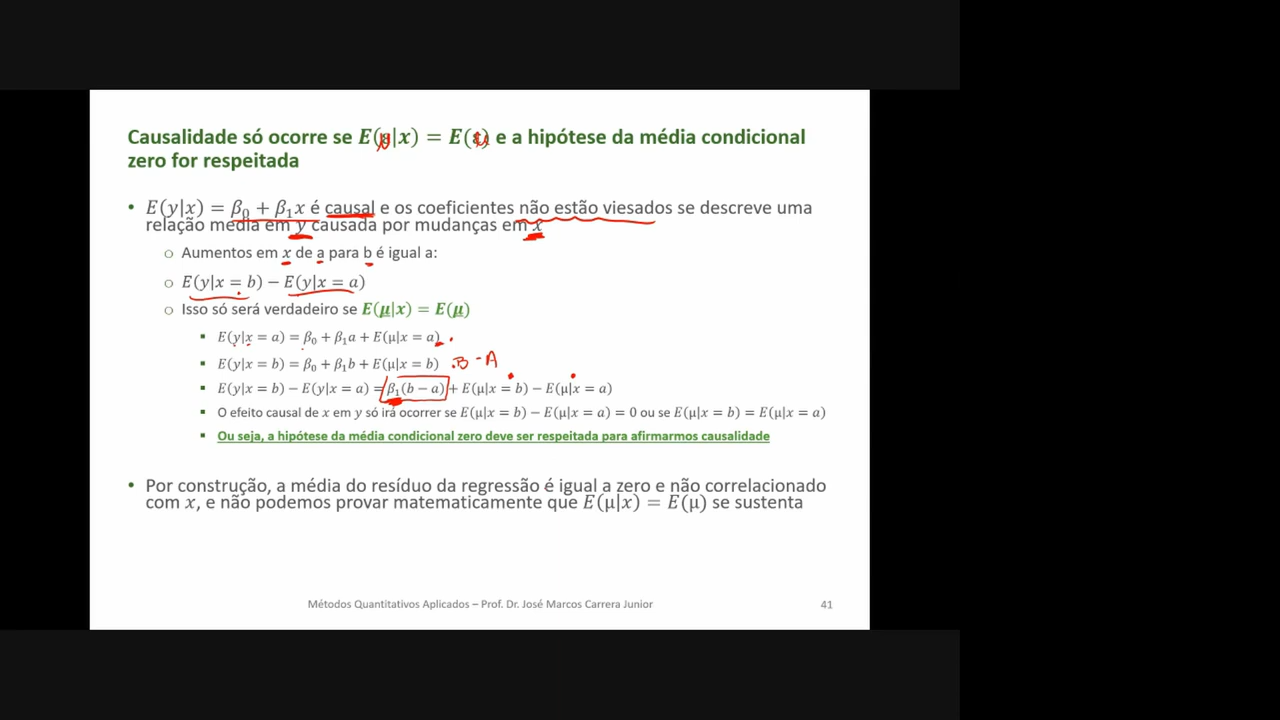 Causalidade só ocorre se E(μ|x) = E(μ) e a hipótese da média condicional
zero for respeitada
• E(y|x) = β₀ + β₁x é causal e os coeficientes não estão viesados se descreve uma
relação média em y causada por mudanças em x
○ Aumentos em x de a para b é igual a:
○ E(y|x = b) − E(y|x = a)
○ Isso só será verdadeiro se E(μ|x) = E(μ)
▪ E(y|x = a) = β₀ + β₁a + E(μ|x = a)
▪ E(y|x = b) = β₀ + β₁b + E(μ|x = b) B - A
▪ E(y|x = b) − E(y|x = a) = β₁(b − a) + E(μ|x = b) − E(μ|x = a)
▪ O efeito causal de x em y só irá ocorrer se E(μ|x = b) − E(μ|x = a) = 0 ou se E(μ|x = b) = E(μ|x = a)
▪ Ou seja, a hipótese da média condicional zero deve ser respeitada para afirmarmos causalidade
• Por construção, a média do resíduo da regressão é igual a zero e não correlacionado
com x, e não podemos provar matematicamente que E(μ|x) = E(μ) se sustenta
Métodos Quantitativos Aplicados – Prof. Dr. José Marcos Carrera Junior 41